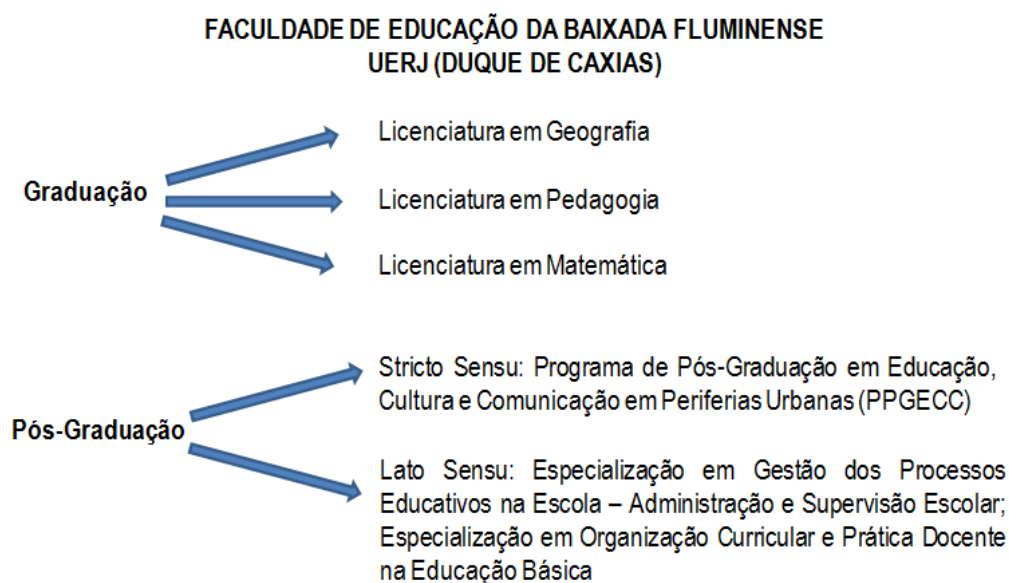 FACULDADE DE EDUCAÇÃO DA BAIXADA FLUMINENSE
UERJ (DUQUE DE CAXIAS)
Graduação
Licenciatura em Geografia
Licenciatura em Pedagogia
Licenciatura em Matemática
Pós-Graduação
Stricto Sensu: Programa de Pós-Graduação em Educação,
Cultura e Comunicação em Periferias Urbanas (PPGECC)
Lato Sensu: Especialização em Gestão dos Processos
Educativos na Escola – Administração e Supervisão Escolar;
Especialização em Organização Curricular e Prática Docente
na Educação Básica